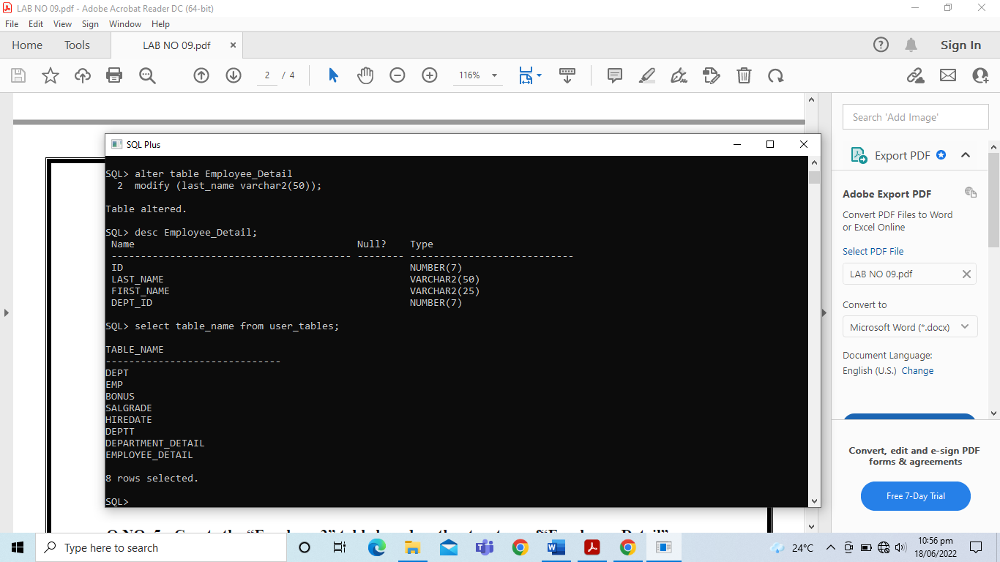 LAB NO 09.pdf - Adobe Acrobat Reader DC (64-bit)
File Edit View Sign Window Help
Home Tools LAB NO 09.pdf × Sign In
2 / 4 116%
Search 'Add Image'
Export PDF
Adobe Export PDF
Convert PDF Files to Word
or Excel Online
Select PDF File
LAB NO 09.pdf
Convert to
Microsoft Word (*.docx)
Document Language:
English (U.S.) Change
Convert, edit and e-sign PDF
forms & agreements
Free 7-Day Trial
SQL Plus
SQL> alter table Employee_Detail
2 modify (last_name varchar2(50));
Table altered.
SQL> desc Employee_Detail;
Name Null? Type
----------------------------------------- -------- ----------------------------
ID NUMBER(7)
LAST_NAME VARCHAR2(50)
FIRST_NAME VARCHAR2(25)
DEPT_ID NUMBER(7)
SQL> select table_name from user_tables;
TABLE_NAME
------------------------------
DEPT
EMP
BONUS
SALGRADE
HIREDATE
DEPTT
DEPARTMENT_DETAIL
EMPLOYEE_DETAIL
8 rows selected.
SQL>
Type here to search
24°C
10:56 pm
18/06/2022